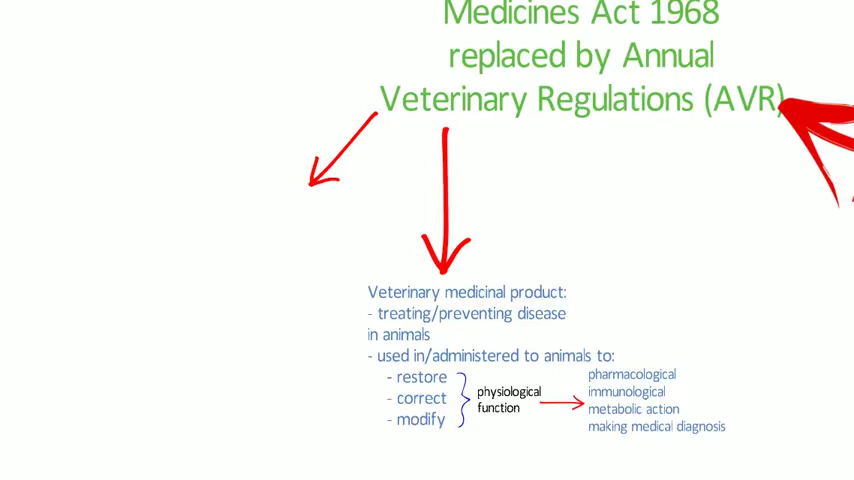 Medicines Act 1968
replaced by Annual
Veterinary Regulations (AVR)
Veterinary medicinal product:
- treating/preventing disease
in animals
- used in/administered to animals to:
- restore
- correct
- modify
physiological
function
pharmacological
immunological
metabolic action
making medical diagnosis